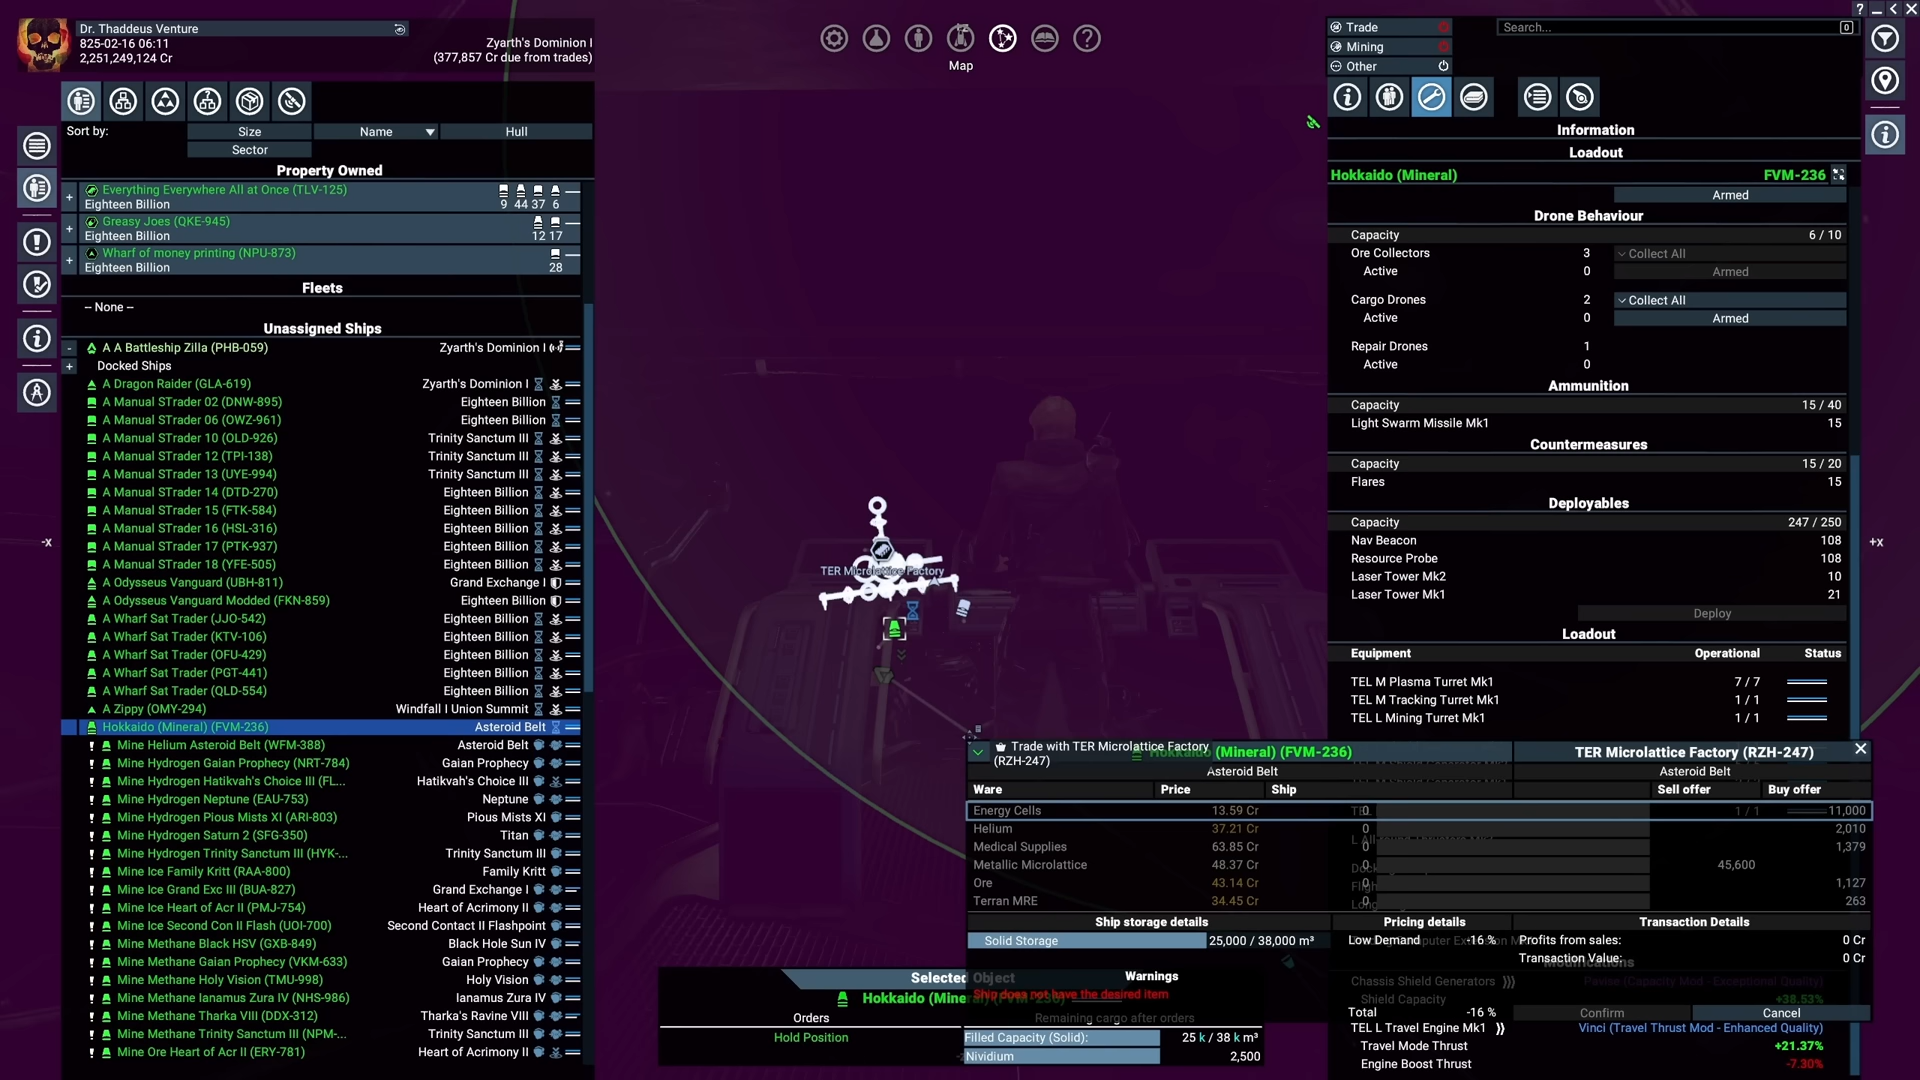 Dr. Thaddeus Venture
825-02-16 06:11
2,251,249,124 Cr
Zyarth's Dominion I
(377,857 Cr due from trades)
Map
Sort by:
Size
Name
Hull
Sector
Property Owned
Everything Everywhere All at Once (TLV-125)
Eighteen Billion
9 44 37 6
Greasy Joes (QKE-945)
Eighteen Billion
12 17
Wharf of money printing (NPU-873)
Eighteen Billion
28
Fleets
-- None --
Unassigned Ships
A A Battleship Zilla (PHB-059) Zyarth's Dominion I
Docked Ships
A Dragon Raider (GLA-619) Zyarth's Dominion I
A Manual STrader 02 (DNW-895) Eighteen Billion
A Manual STrader 06 (OWZ-961) Eighteen Billion
A Manual STrader 10 (OLD-926) Trinity Sanctum III
A Manual STrader 12 (TPI-138) Trinity Sanctum III
A Manual STrader 13 (UYE-994) Trinity Sanctum III
A Manual STrader 14 (DTD-270) Eighteen Billion
A Manual STrader 15 (FTK-584) Eighteen Billion
A Manual STrader 16 (HSL-316) Eighteen Billion
A Manual STrader 17 (PTK-937) Eighteen Billion
A Manual STrader 18 (YFE-505) Eighteen Billion
A Odysseus Vanguard (UBH-811) Grand Exchange I
A Odysseus Vanguard Modded (FKN-859) Eighteen Billion
A Wharf Sat Trader (JJO-542) Eighteen Billion
A Wharf Sat Trader (KTV-106) Eighteen Billion
A Wharf Sat Trader (OFU-429) Eighteen Billion
A Wharf Sat Trader (PGT-441) Eighteen Billion
A Wharf Sat Trader (QLD-554) Eighteen Billion
A Zippy (OMY-294) Windfall I Union Summit
Hokkaido (Mineral) (FVM-236) Asteroid Belt
! Mine Helium Asteroid Belt (WFM-388) Asteroid Belt
! Mine Hydrogen Gaian Prophecy (NRT-784) Gaian Prophecy
! Mine Hydrogen Hatikvah's Choice III (FL... Hatikvah's Choice III
! Mine Hydrogen Neptune (EAU-753) Neptune
! Mine Hydrogen Pious Mists XI (ARI-803) Pious Mists XI
! Mine Hydrogen Saturn 2 (SFG-350) Titan
! Mine Hydrogen Trinity Sanctum III (HYK-... Trinity Sanctum III
! Mine Ice Family Kritt (RAA-800) Family Kritt
! Mine Ice Grand Exc III (BUA-827) Grand Exchange I
! Mine Ice Heart of Acr II (PMJ-754) Heart of Acrimony II
! Mine Ice Second Con II Flash (UOI-700) Second Contact II Flashpoint
! Mine Methane Black HSV (GXB-849) Black Hole Sun IV
! Mine Methane Gaian Prophecy (VKM-633) Gaian Prophecy
! Mine Methane Holy Vision (TMU-998) Holy Vision
! Mine Methane Ianamus Zura IV (NHS-986) Ianamus Zura IV
! Mine Methane Tharka VIII (DDX-312) Tharka's Ravine VIII
! Mine Methane Trinity Sanctum III (NPM-... Trinity Sanctum III
! Mine Ore Heart of Acr II (ERY-781) Heart of Acrimony II
-x
+x
TER Microlattice Factory
Trade
Mining
Other
Search...
0
Information
Loadout
Hokkaido (Mineral) FVM-236
Armed
Drone Behaviour
Capacity 6 / 10
Ore Collectors 3 Collect All
Active 0 Armed
Cargo Drones 2 Collect All
Active 0 Armed
Repair Drones 1
Active 0
Ammunition
Capacity 15 / 40
Light Swarm Missile Mk1 15
Countermeasures
Capacity 15 / 20
Flares 15
Deployables
Capacity 247 / 250
Nav Beacon 108
Resource Probe 108
Laser Tower Mk2 10
Laser Tower Mk1 21
Deploy
Loadout
Equipment Operational Status
TEL M Plasma Turret Mk1 7 / 7
TEL M Tracking Turret Mk1 1 / 1
TEL L Mining Turret Mk1 1 / 1
Trade with TER Microlattice Factory
(RZH-247)
(Mineral) (FVM-236)
TER Microlattice Factory (RZH-247)
Asteroid Belt
Asteroid Belt
Ware Price Ship Sell offer Buy offer
Energy Cells 13.59 Cr 0 11,000
Helium 37.21 Cr 0 2,010
Medical Supplies 63.85 Cr 0 1,379
Metallic Microlattice 48.37 Cr 0 45,600
Ore 43.14 Cr 0 1,127
Terran MRE 34.45 Cr 0 263
Ship storage details
Pricing details
Transaction Details
Solid Storage 25,000 / 38,000 m³
Low Demand -16 %
Profits from sales: 0 Cr
Transaction Value: 0 Cr
Selected Object
Warnings
Ship does not have the desired item
Hokkaido (Mineral) (FVM-236)
Orders
Remaining cargo after orders
Hold Position
Filled Capacity (Solid): 25 k / 38 k m³
Nividium 2,500
Chassis Shield Generators
Shield Capacity +38.53%
Total -16 %
Confirm
Cancel
TEL L Travel Engine Mk1 Vinci (Travel Thrust Mod - Enhanced Quality)
Travel Mode Thrust +21.37%
Engine Boost Thrust -7.30%